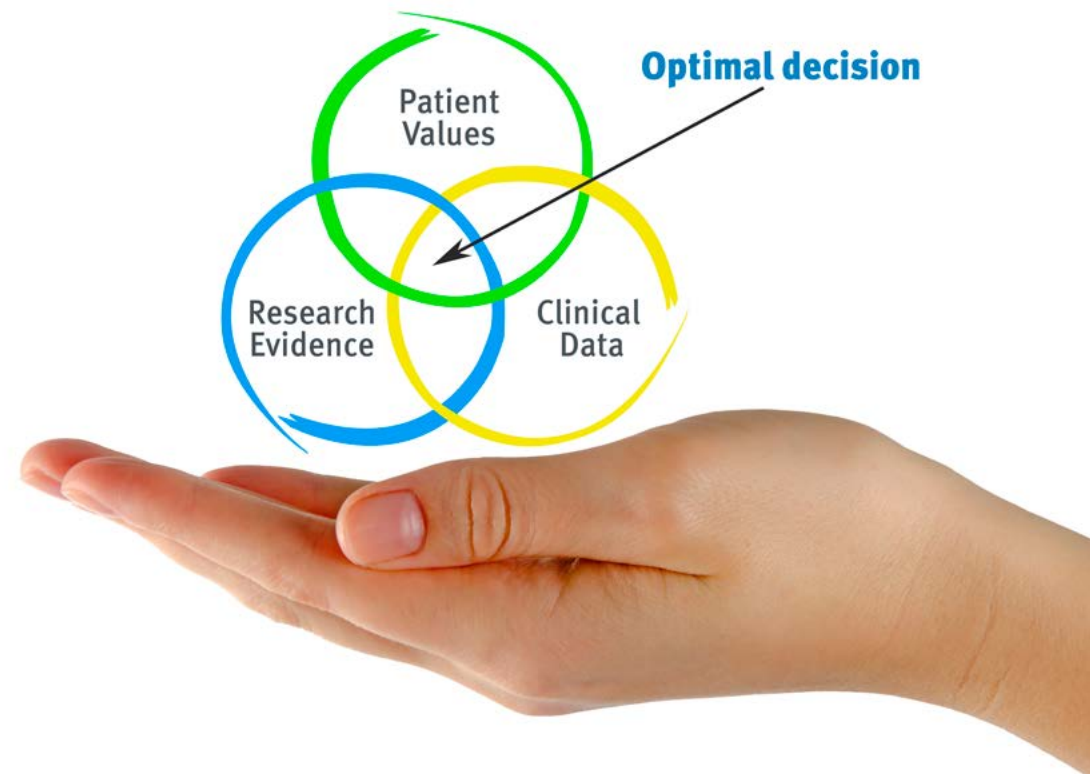 Optimal decision
Patient
Values
Research
Evidence
Clinical
Data